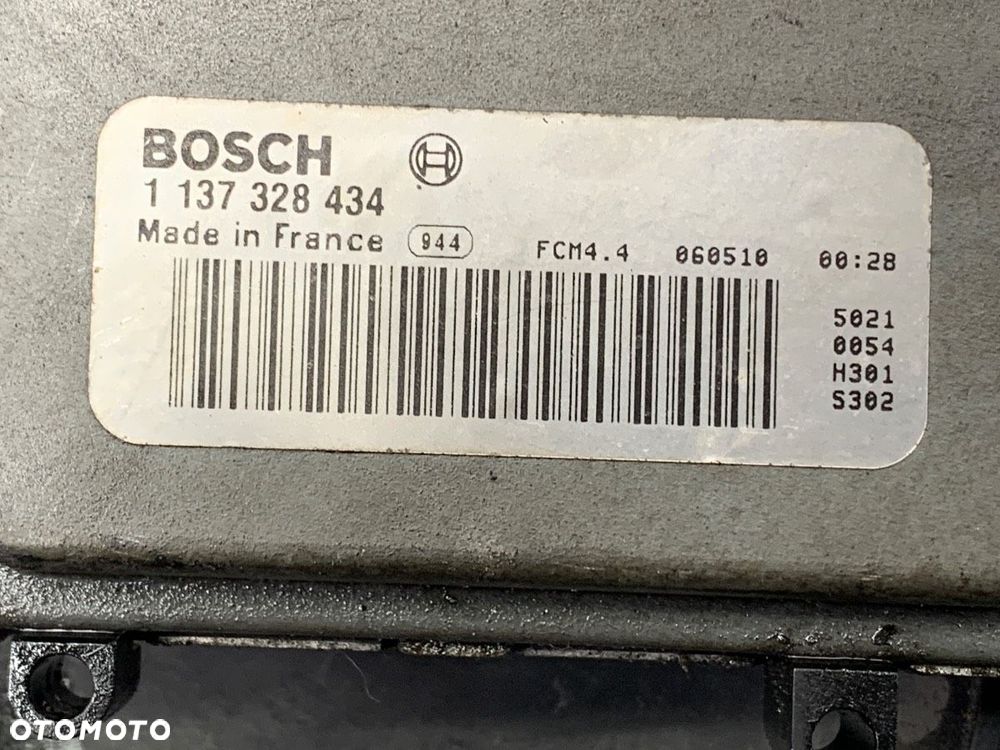 BOSCH
1 137 328 434
Made in France 944 FCM4.4 060510 00:28
5021
0054
H301
S302
OTOMOTO